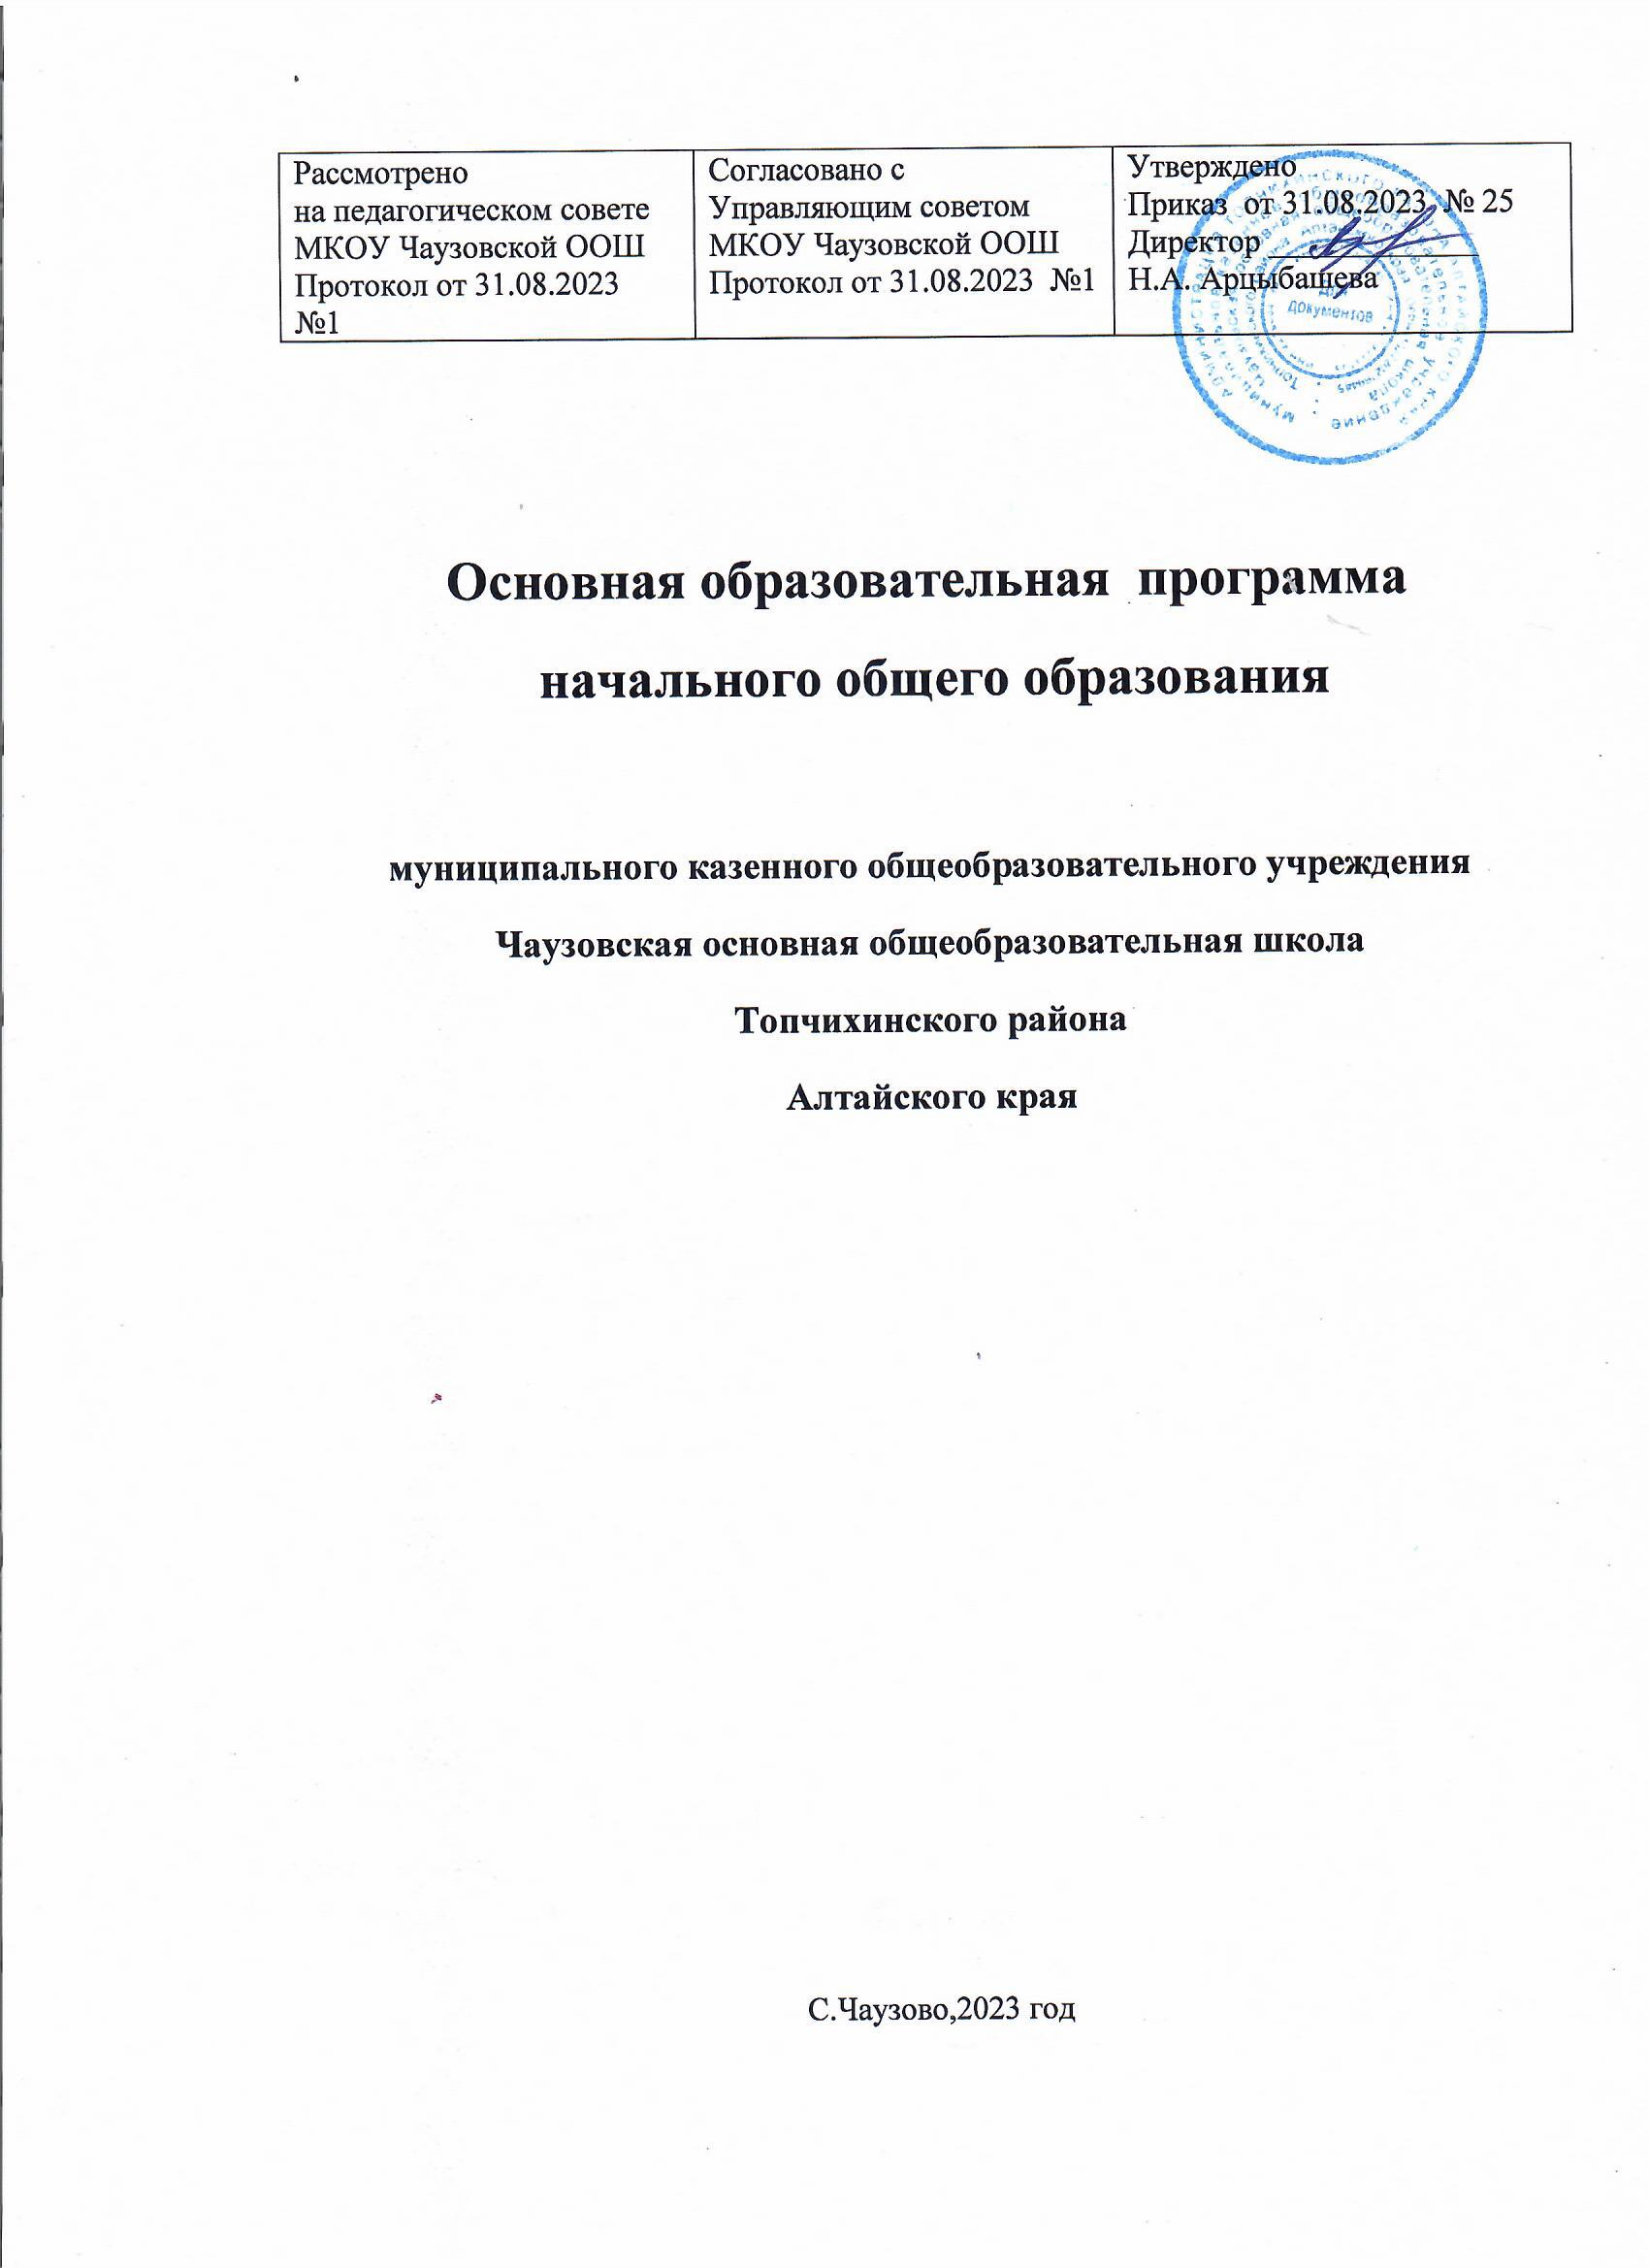 Рассмотрено
на педагогическом совете
МКОУ Чаузовской ООШ
Протокол от 31.08.2023
№1
Согласовано с
Управляющим советом
МКОУ Чаузовской ООШ
Протокол от 31.08.2023 №1
Утверждено
Приказ от 31.08.2023 № 25
Директор
Н.А. Арцыбашева
документов
Основная образовательная программа
начального общего образования
муниципального казенного общеобразовательного учреждения
Чаузовская основная общеобразовательная школа
Топчихинского района
Алтайского края
С.Чаузово,2023 год